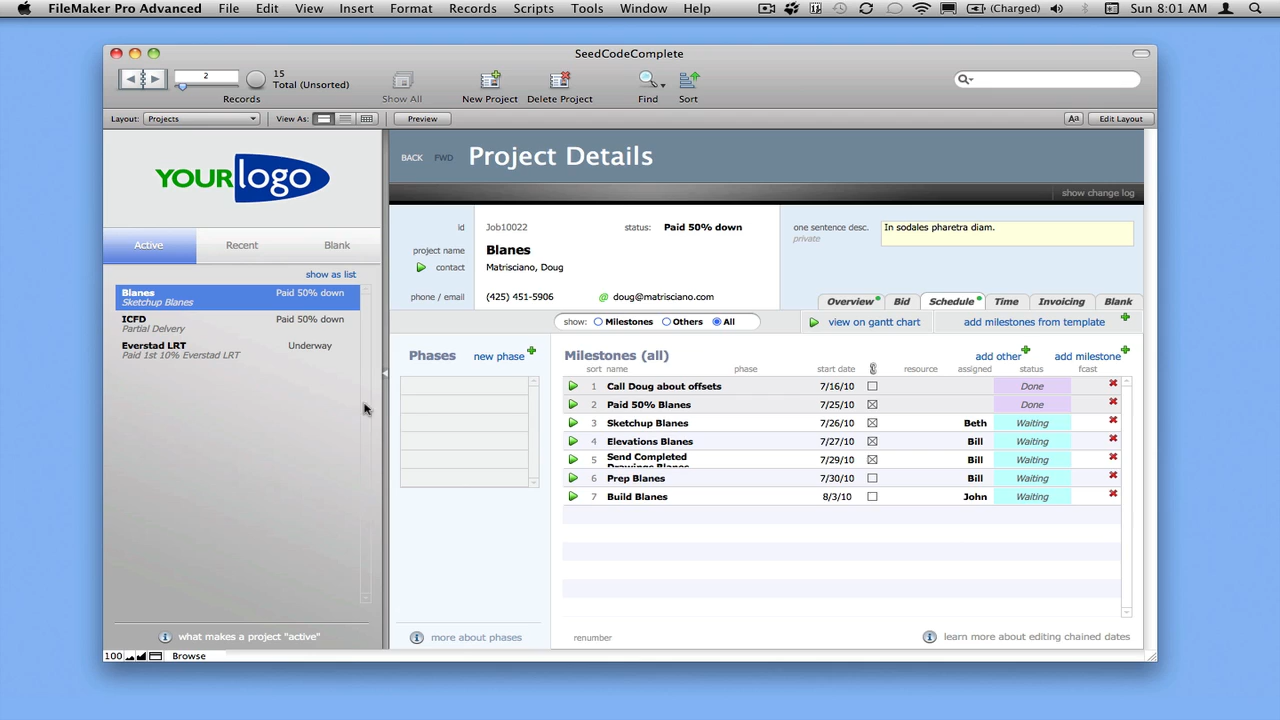 FileMaker Pro Advanced File Edit View Insert Format Records Scripts Tools Window Help (Charged) Sun 8:01 AM
SeedCodeComplete
2
15
Total (Unsorted)
Records Show All New Project Delete Project Find Sort
Layout: Projects View As: Preview Aa Edit Layout
YOURlogo
BACK FWD Project Details
show change log
Active Recent Blank
show as list
Blanes Paid 50% down
Sketchup Blanes
ICFD Paid 50% down
Partial Delvery
Everstad LRT Underway
Paid 1st 10% Everstad LRT
what makes a project "active"
id Job10022 status: Paid 50% down
project name Blanes
contact Matrisciano, Doug
phone / email (425) 451-5906 @ doug@matrisciano.com
one sentence desc. In sodales pharetra diam.
private
Overview Bid Schedule Time Invoicing Blank
show: Milestones Others All view on gantt chart add milestones from template
Phases new phase
more about phases
Milestones (all) add other add milestone
sort name phase start date resource assigned status fcast
1 Call Doug about offsets 7/16/10 Done
2 Paid 50% Blanes 7/25/10 Done
3 Sketchup Blanes 7/26/10 Beth Waiting
4 Elevations Blanes 7/27/10 Bill Waiting
5 Send Completed 7/29/10 Bill Waiting
Drawings Blanes
6 Prep Blanes 7/30/10 Bill Waiting
7 Build Blanes 8/3/10 John Waiting
renumber learn more about editing chained dates
100 Browse